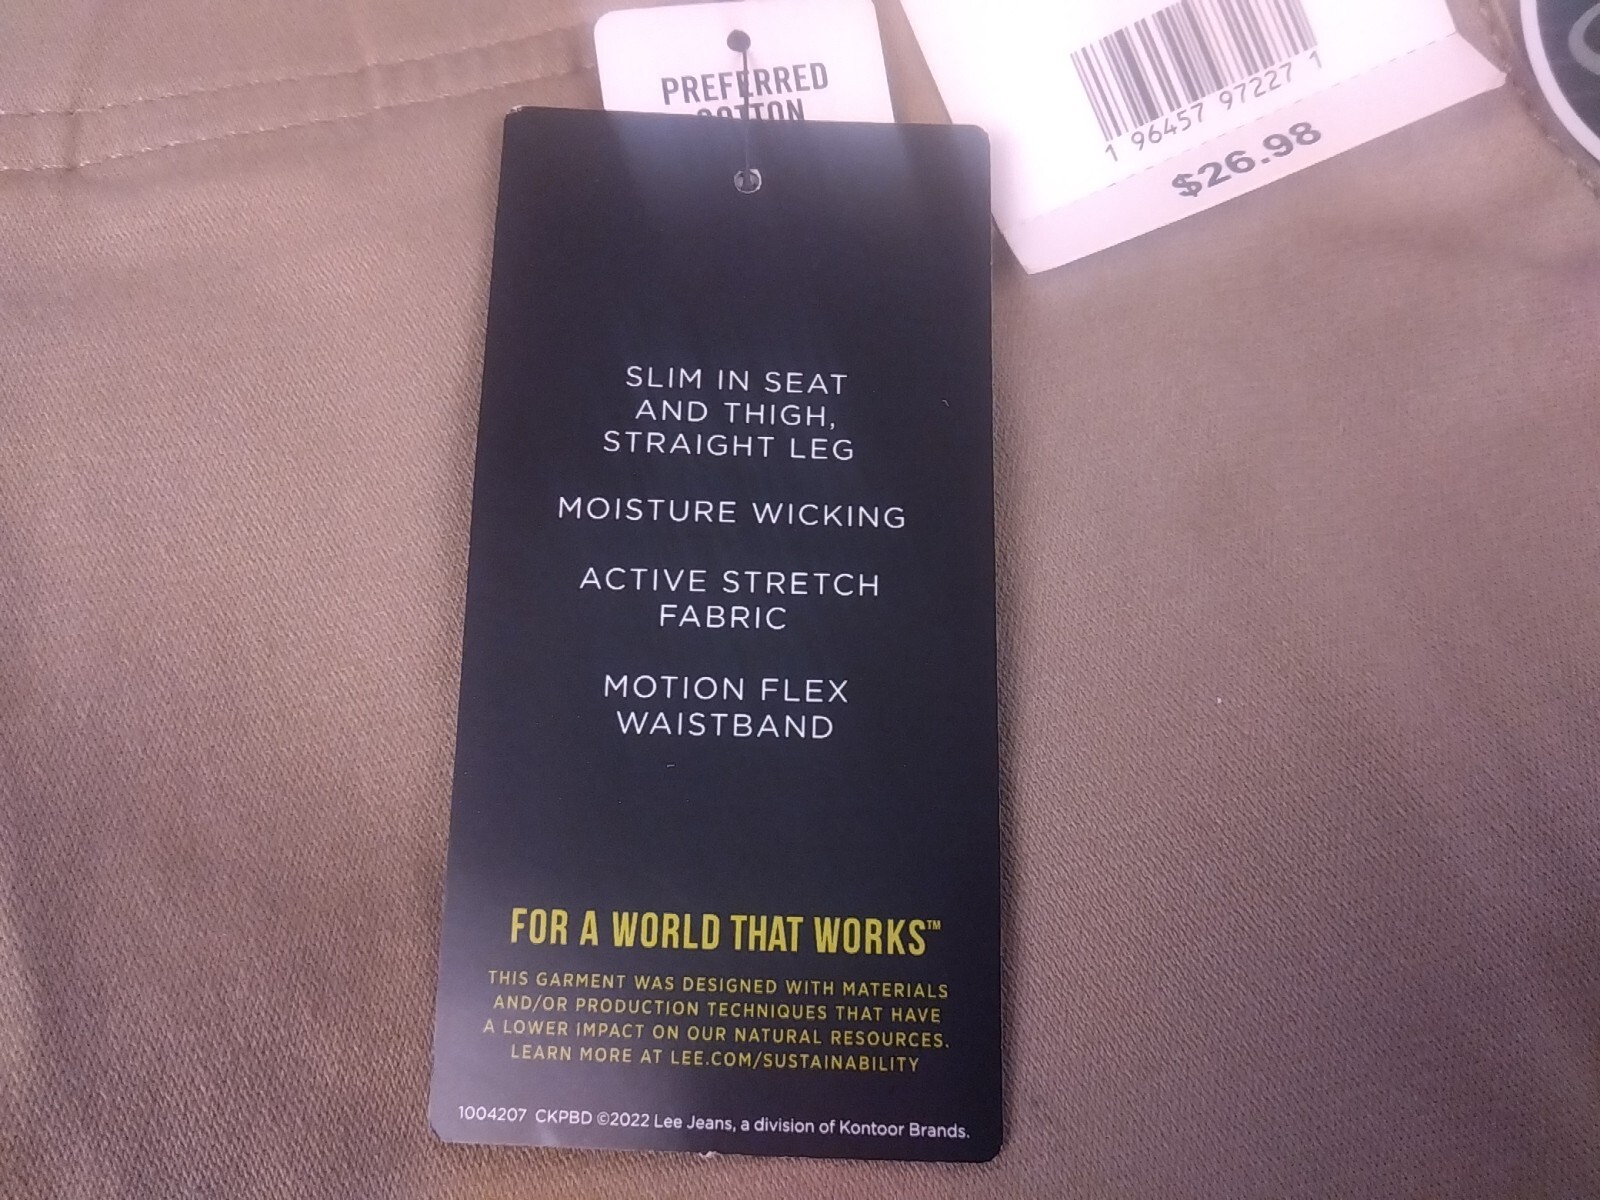 PREFERRED
COTTON
1 96457 97227 1
$26.98
SLIM IN SEAT
AND THIGH,
STRAIGHT LEG
MOISTURE WICKING
ACTIVE STRETCH
FABRIC
MOTION FLEX
WAISTBAND
FOR A WORLD THAT WORKS™
THIS GARMENT WAS DESIGNED WITH MATERIALS
AND/OR PRODUCTION TECHNIQUES THAT HAVE
A LOWER IMPACT ON OUR NATURAL RESOURCES.
LEARN MORE AT LEE.COM/SUSTAINABILITY
1004207 CKPBD ©2022 Lee Jeans, a division of Kontoor Brands.